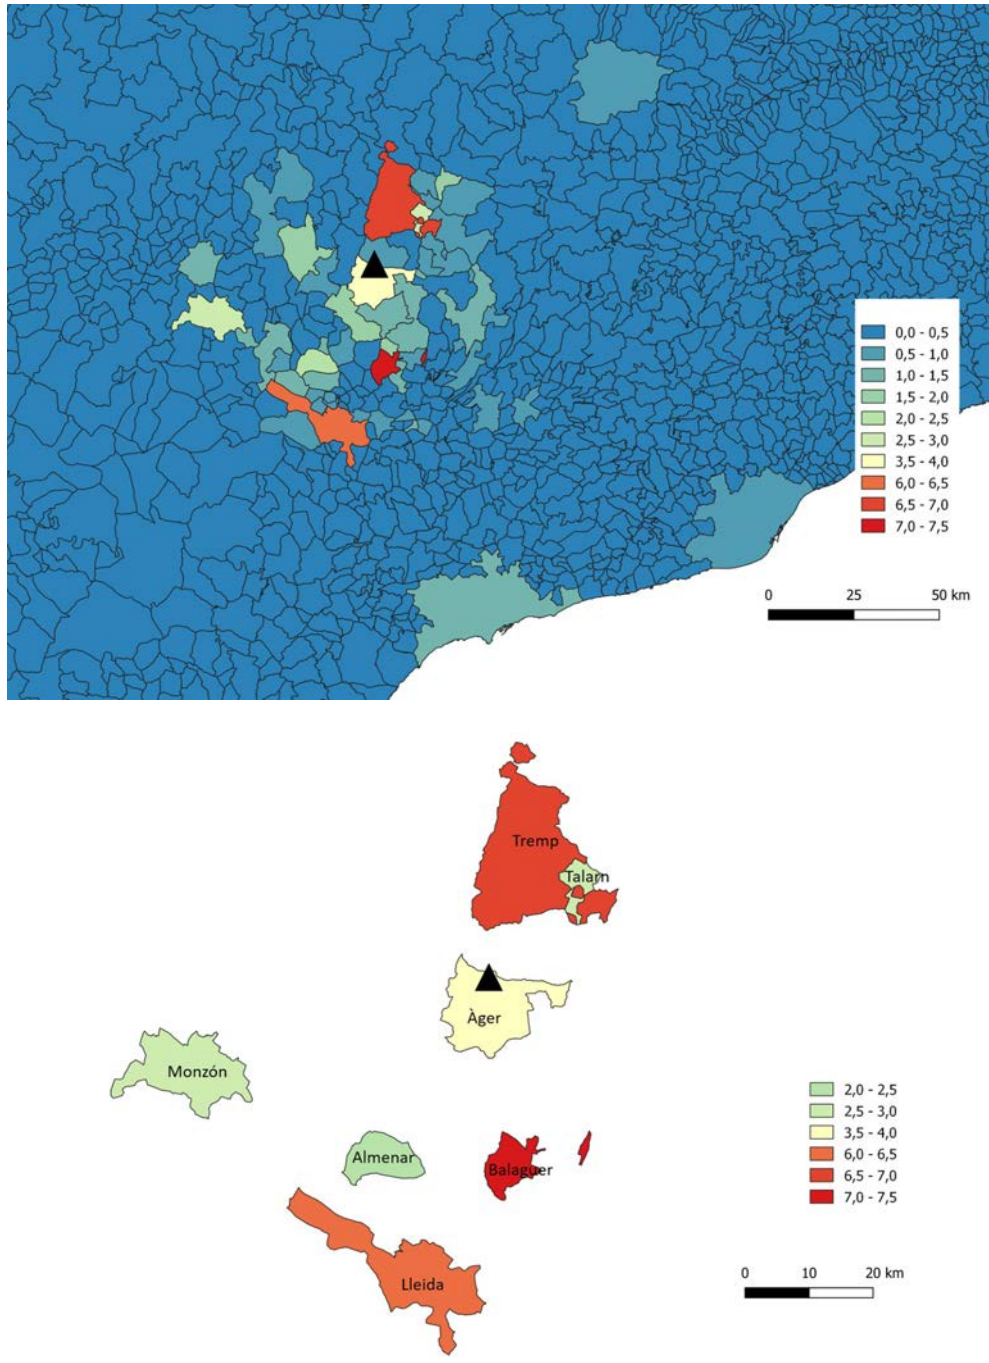 0,0 - 0,5
0,5 - 1,0
1,0 - 1,5
1,5 - 2,0
2,0 - 2,5
2,5 - 3,0
3,5 - 4,0
6,0 - 6,5
6,5 - 7,0
7,0 - 7,5
0 25 50 km
Tremp
Talarn
Àger
Monzón
Almenar
Balaguer
Lleida
2,0 - 2,5
2,5 - 3,0
3,5 - 4,0
6,0 - 6,5
6,5 - 7,0
7,0 - 7,5
0 10 20 km